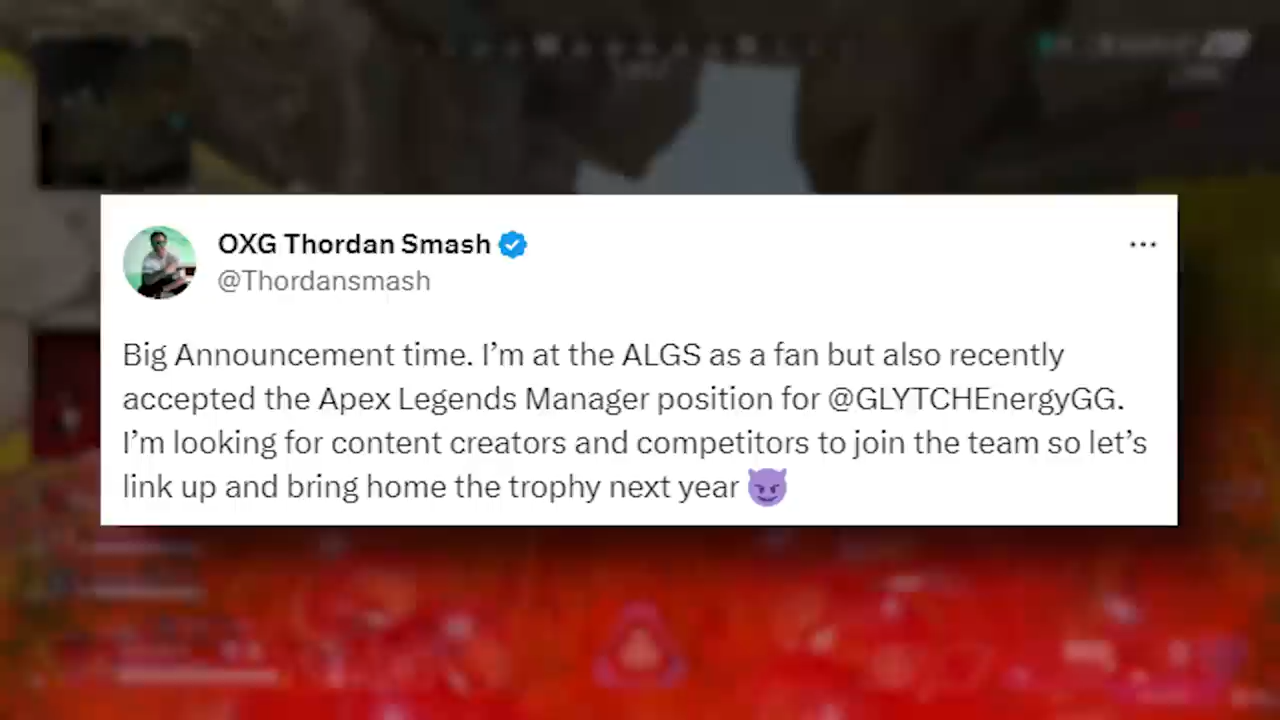 OXG Thordan Smash
@Thordansmash
Big Announcement time. I’m at the ALGS as a fan but also recently
accepted the Apex Legends Manager position for @GLYTCHEnergyGG.
I’m looking for content creators and competitors to join the team so let’s
link up and bring home the trophy next year 😈